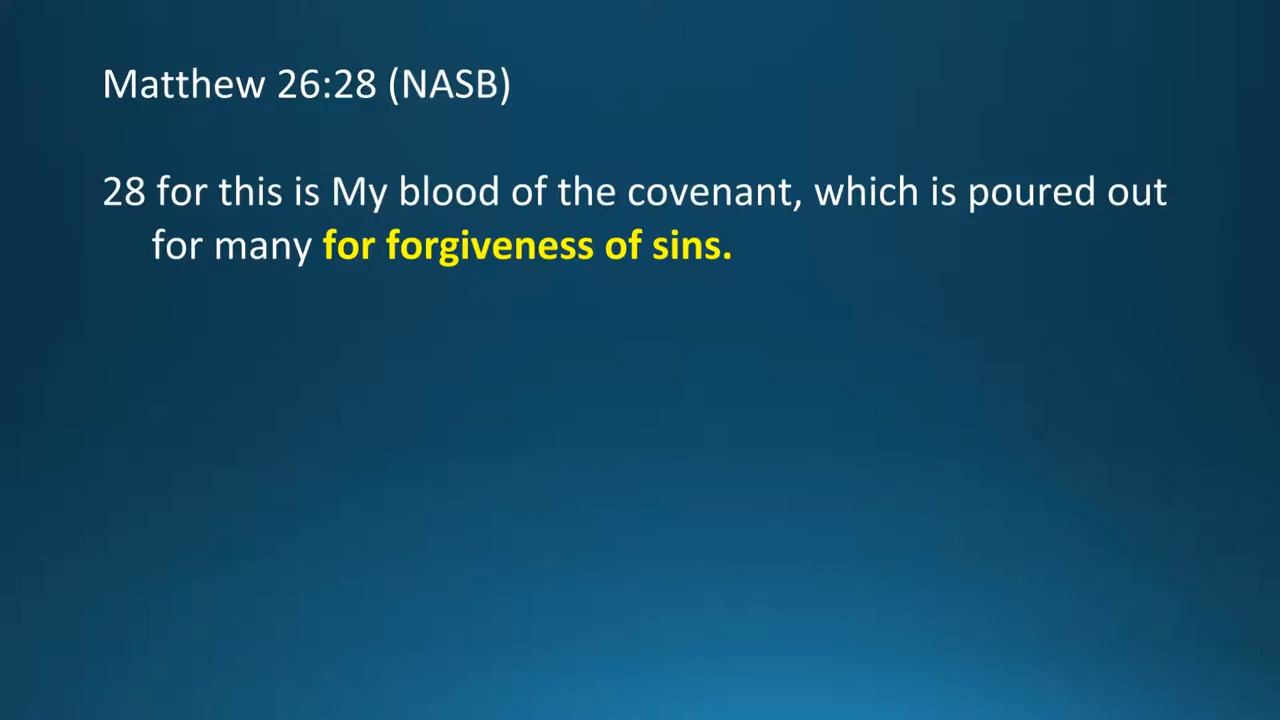 Matthew 26:28 (NASB)
28 for this is My blood of the covenant, which is poured out
for many for forgiveness of sins.